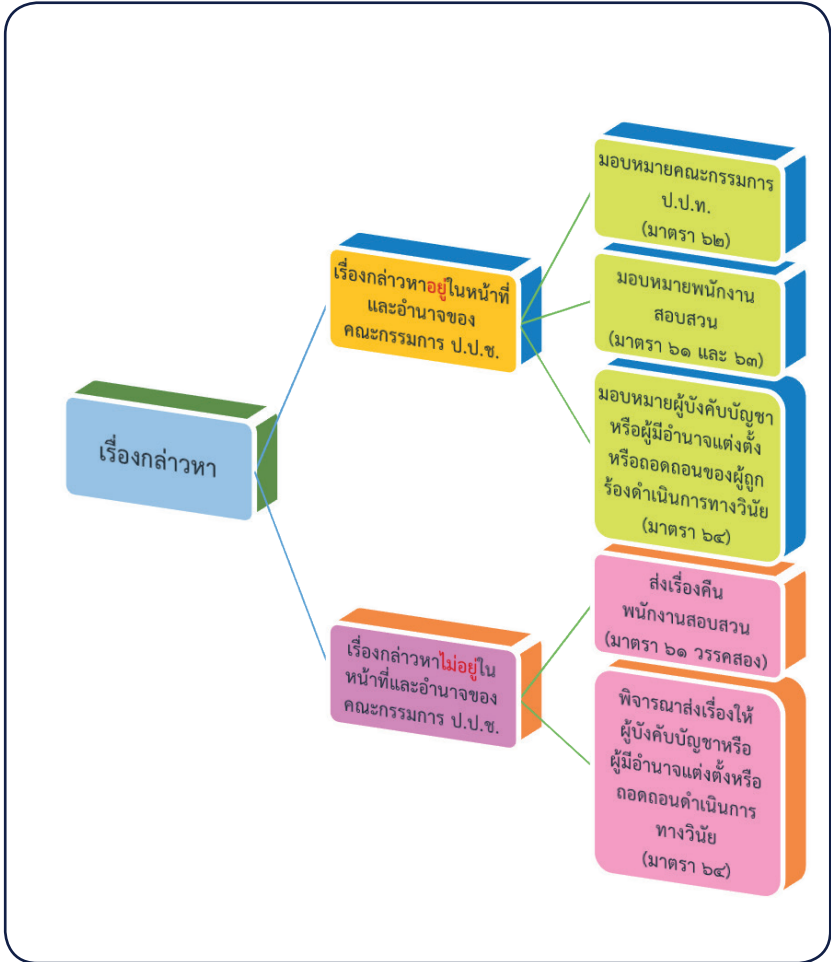 เรื่องกล่าวหา
เรื่องกล่าวหาอยู่ในหน้าที่
และอำนาจของ
คณะกรรมการ ป.ป.ช.
มอบหมายคณะกรรมการ
ป.ป.ท.
(มาตรา ๖๒)
มอบหมายพนักงาน
สอบสวน
(มาตรา ๖๑ และ ๖๓)
มอบหมายผู้บังคับบัญชา
หรือผู้มีอำนาจแต่งตั้ง
หรือถอดถอนของผู้ถูก
ร้องดำเนินการทางวินัย
(มาตรา ๖๔)
เรื่องกล่าวหาไม่อยู่ใน
หน้าที่และอำนาจของ
คณะกรรมการ ป.ป.ช.
ส่งเรื่องคืน
พนักงานสอบสวน
(มาตรา ๖๑ วรรคสอง)
พิจารณาส่งเรื่องให้
ผู้บังคับบัญชาหรือ
ผู้มีอำนาจแต่งตั้งหรือ
ถอดถอนดำเนินการ
ทางวินัย
(มาตรา ๖๔)